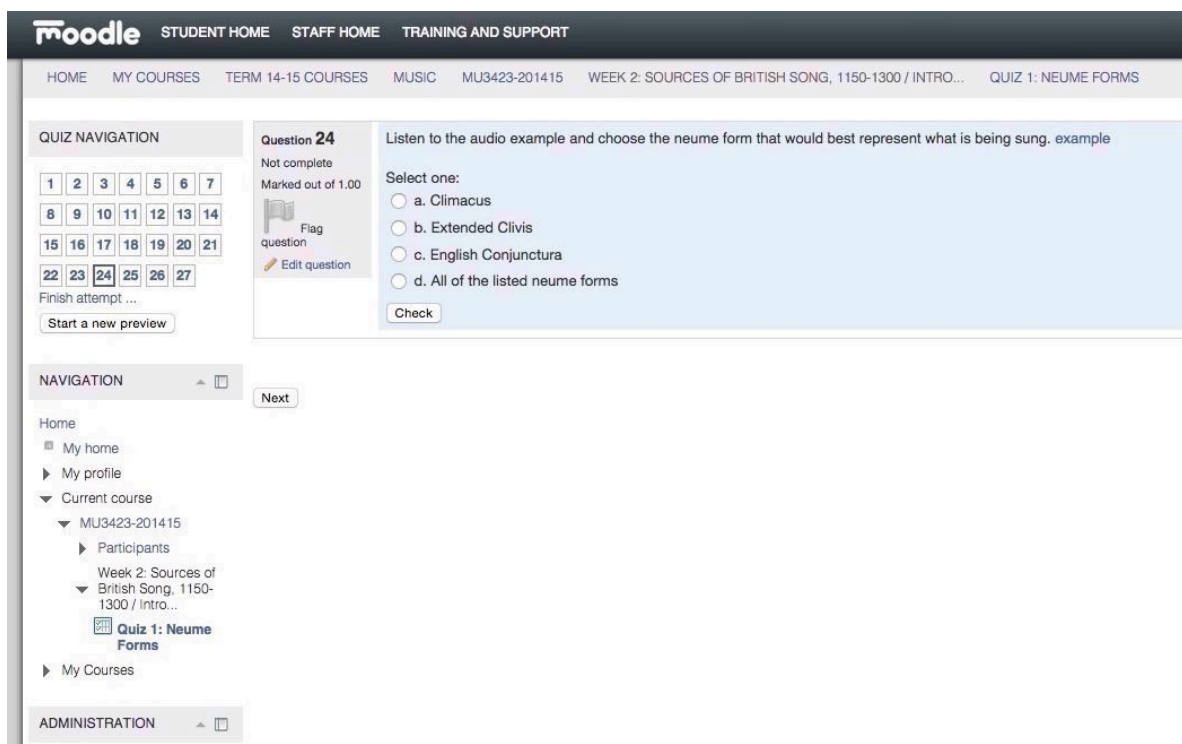 moodle STUDENT HOME STAFF HOME TRAINING AND SUPPORT
HOME MY COURSES TERM 14-15 COURSES MUSIC MU3423-201415 WEEK 2: SOURCES OF BRITISH SONG, 1150-1300 / INTRO... QUIZ 1: NEUME FORMS
QUIZ NAVIGATION
1 2 3 4 5 6 7
8 9 10 11 12 13 14
15 16 17 18 19 20 21
22 23 24 25 26 27
Finish attempt ...
Start a new preview
Question 24
Not complete
Marked out of 1.00
Flag
question
Edit question
Listen to the audio example and choose the neume form that would best represent what is being sung. example
Select one:
a. Climacus
b. Extended Clivis
c. English Conjunctura
d. All of the listed neume forms
Check
Next
NAVIGATION
Home
My home
My profile
Current course
MU3423-201415
Participants
Week 2: Sources of
British Song, 1150-
1300 / Intro...
Quiz 1: Neume
Forms
My Courses
ADMINISTRATION